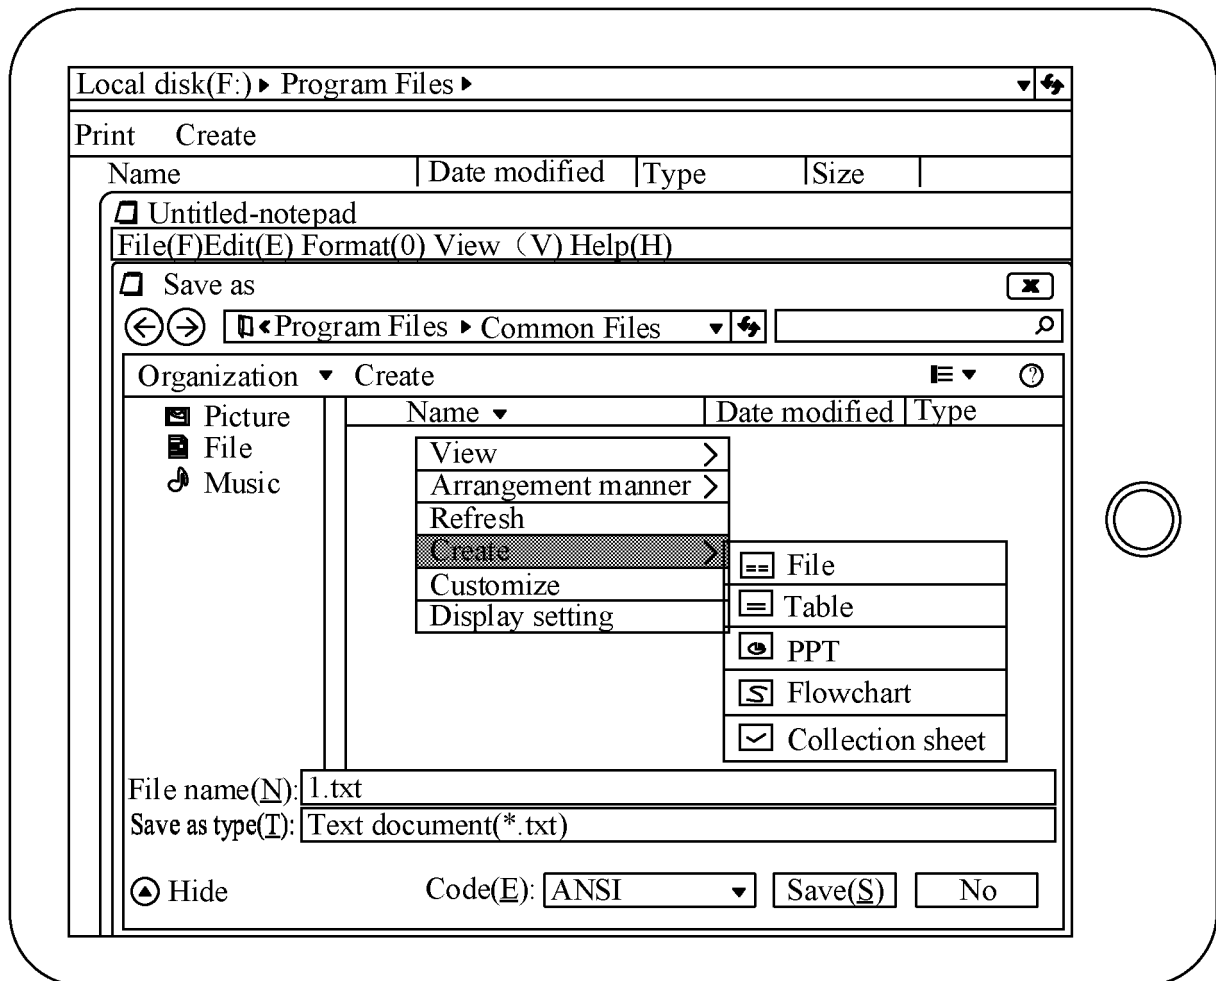 Local disk(F:) Program Files
Print Create
Name Date modified Type Size
Untitled-notepad
File(F)Edit(E) Format(0) View（V) Help(H)
Save as
Program Files Common Files
Organization Create
Name Date modified Type
Picture
File
Music
View
Arrangement manner
Refresh
Create
Customize
Display setting
File
Table
PPT
Flowchart
Collection sheet
File name(N): 1.txt
Save as type(T): Text document(*.txt)
Hide Code(E): ANSI Save(S) No